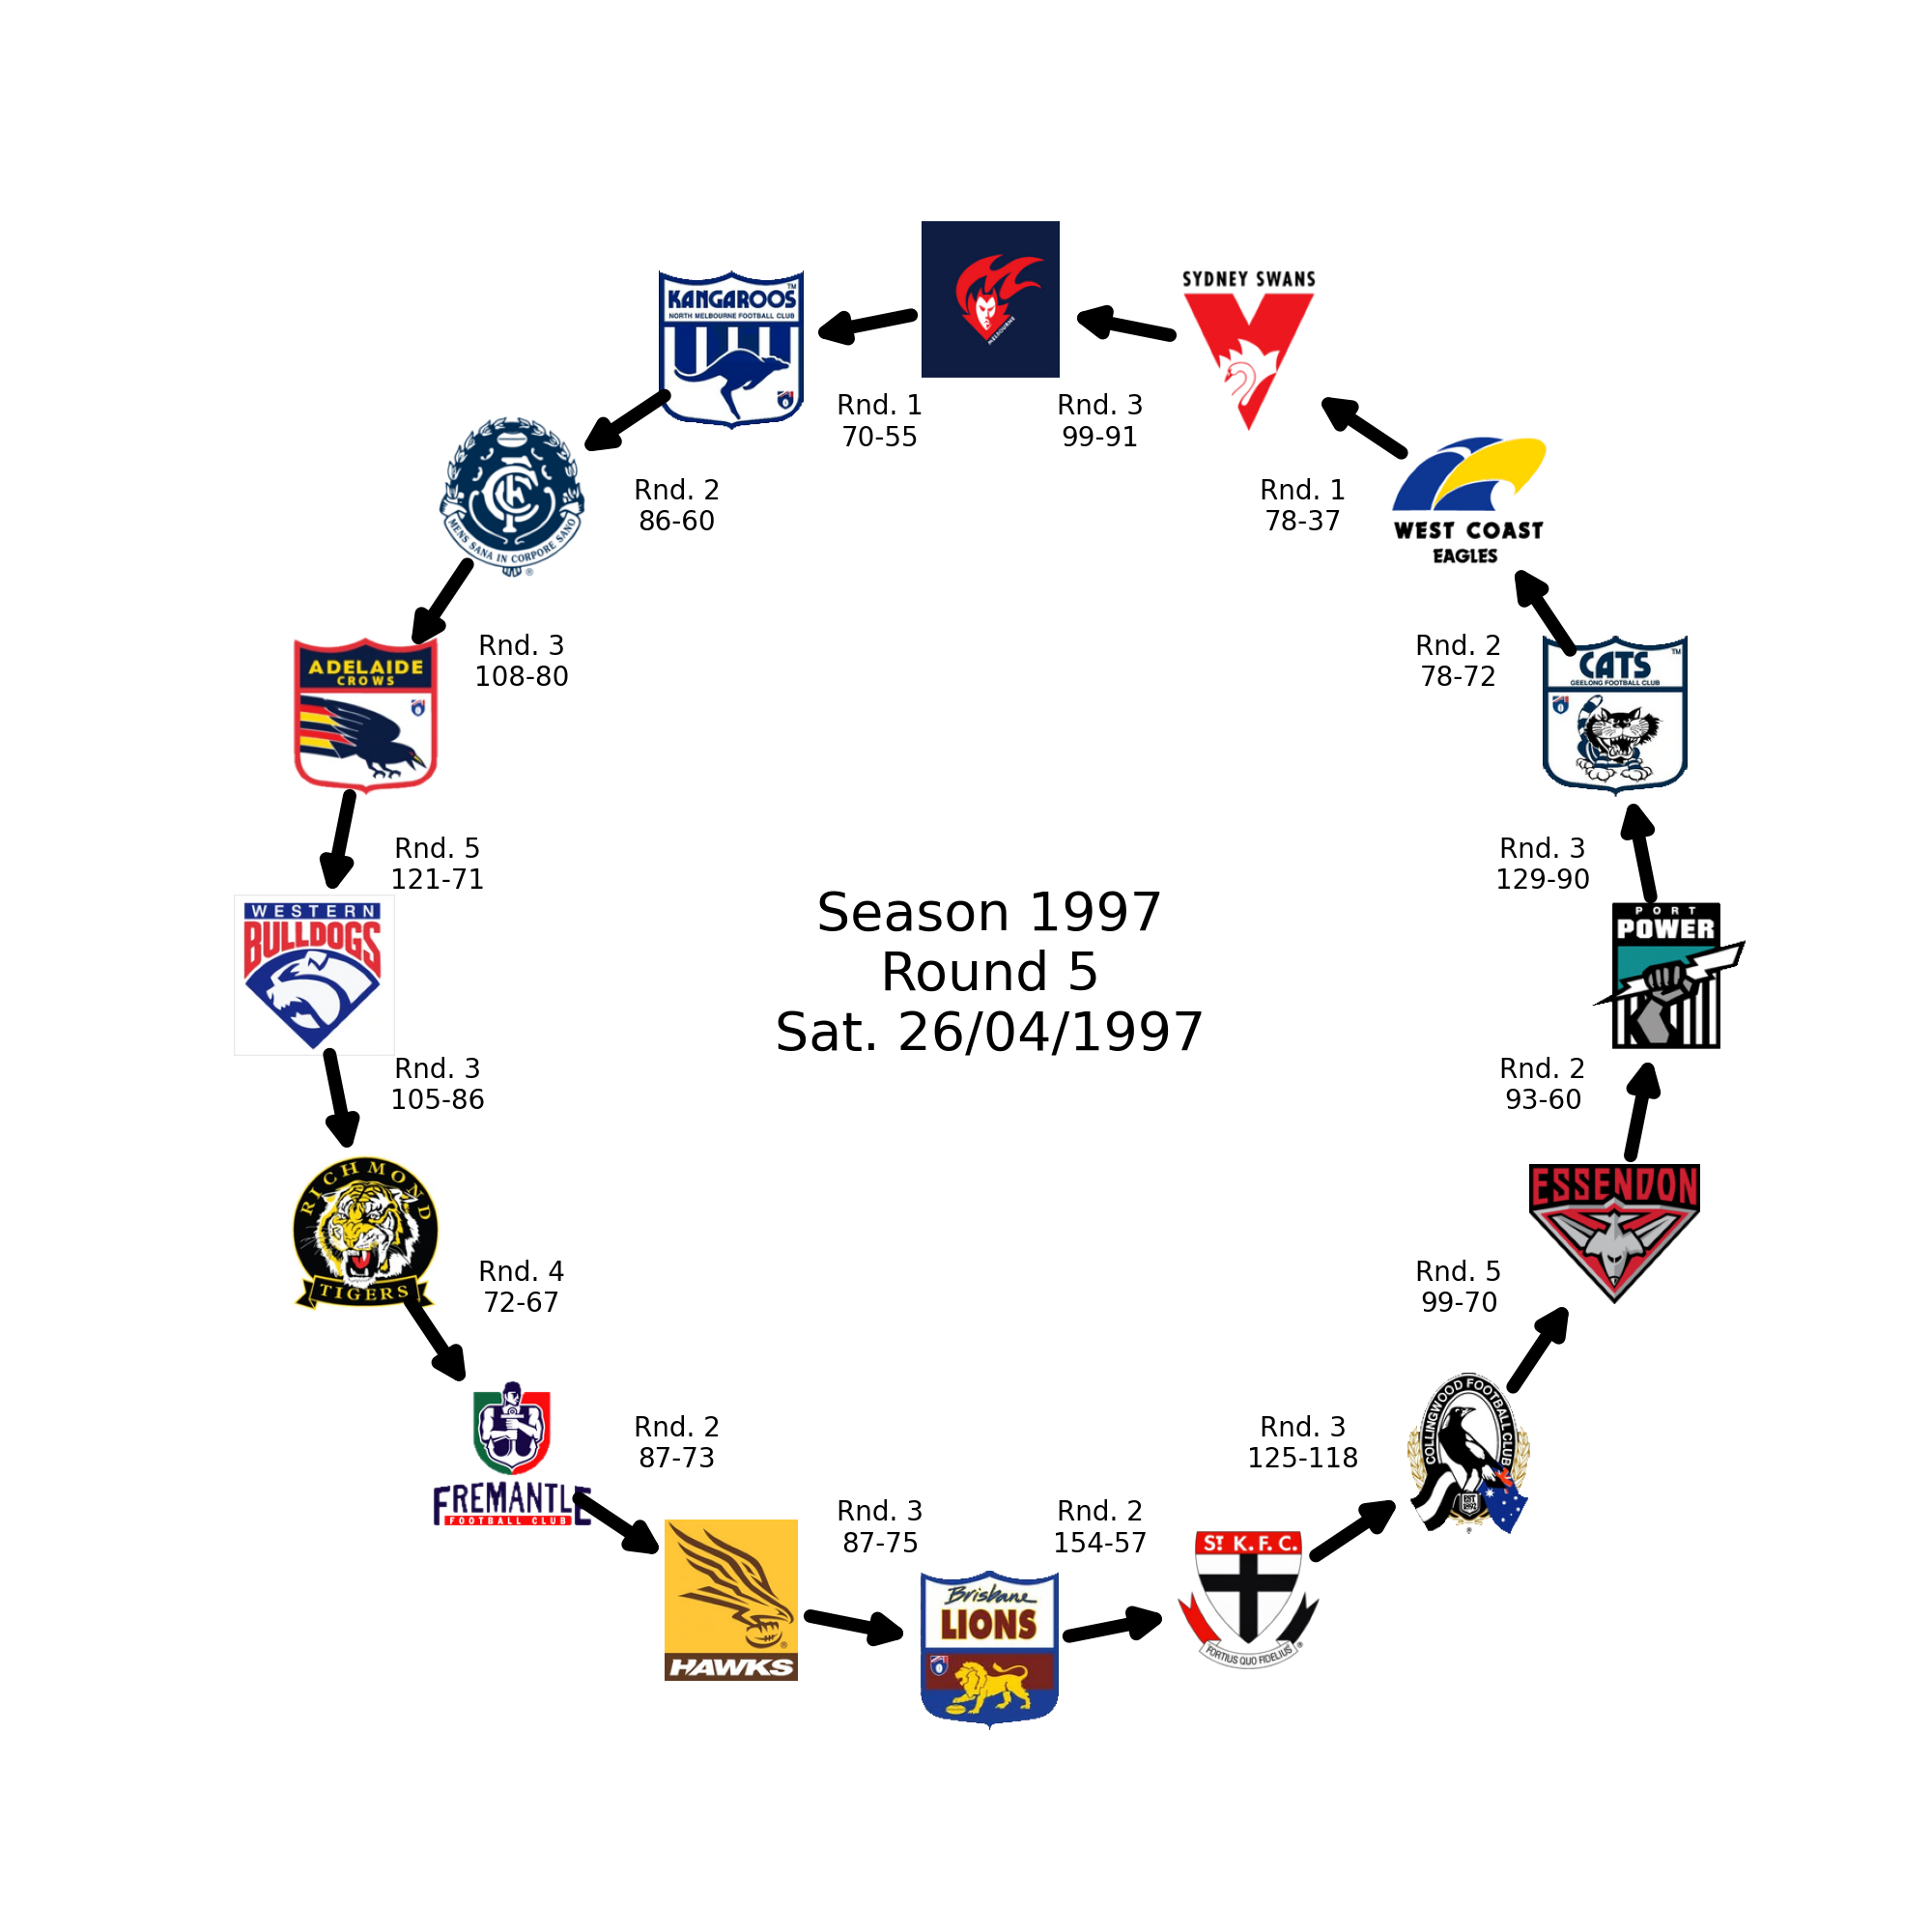 SYDNEY SWANS
KANGAROOS
TM
NORTH MELBOURNE FOOTBALL CLUB
MELBOURNE
Rnd. 1
70-55
Rnd. 3
99-91
WEST COAST
EAGLES
Rnd. 2
86-60
Rnd. 1
78-37
CFC
MENS SANA IN CORPORE SANO
®
Rnd. 3
108-80
Rnd. 2
78-72
ADELAIDE
CROWS
CATS
TM
GEELONG FOOTBALL CLUB
Rnd. 5
121-71
Rnd. 3
129-90
WESTERN
BULLDOGS
Season 1997
Round 5
Sat. 26/04/1997
PORT
POWER
Rnd. 3
105-86
Rnd. 2
93-60
RICHMOND
TIGERS
ESSENDON
Rnd. 4
72-67
Rnd. 5
99-70
FREMANTLE
FOOTBALL CLUB
COLLINGWOOD FOOTBALL CLUB
EST
1892
®
Rnd. 2
87-73
Rnd. 3
125-118
Rnd. 3
87-75
Rnd. 2
154-57
HAWKS
®
Brisbane
LIONS
ST K.F.C.
FORTIUS QUO FIDELIUS
®